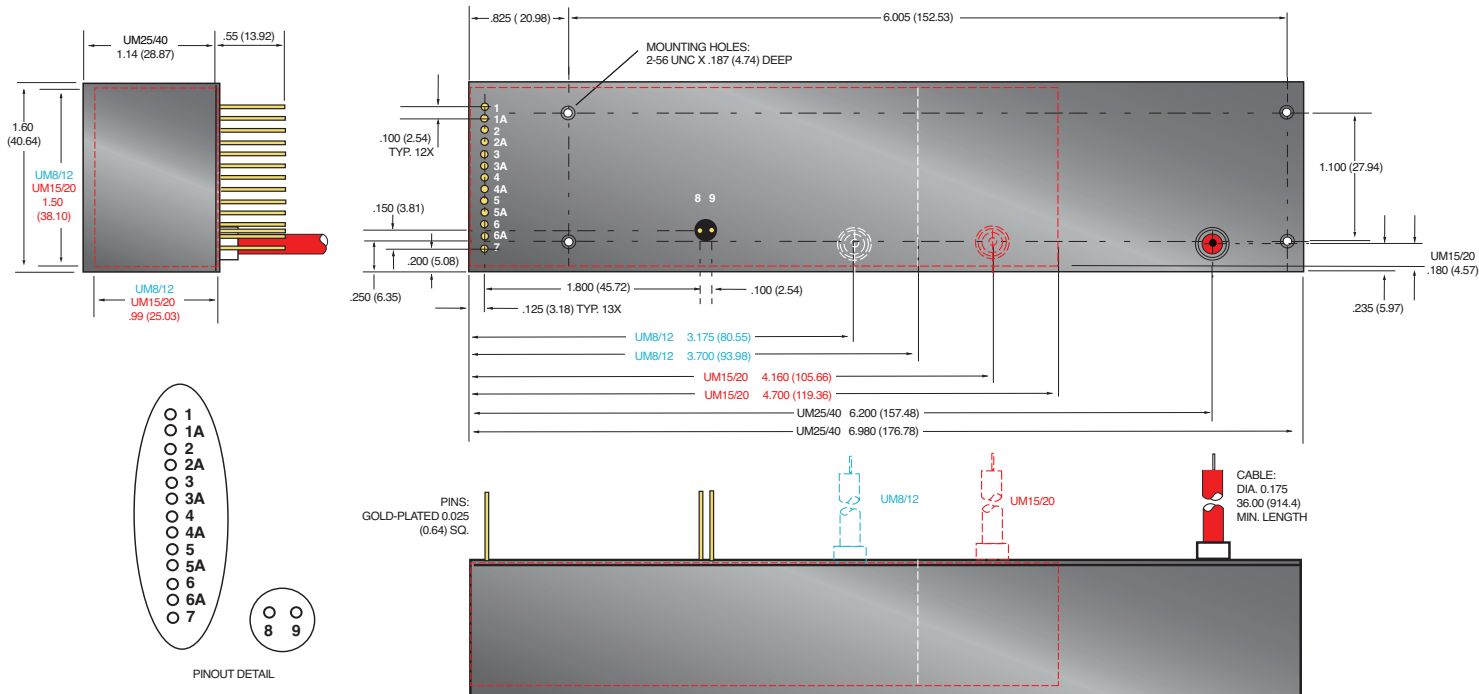 UM25/40
1.14 (28.87)
.55 (13.92)
1.60
(40.64)
UM8/12
UM15/20
1.50
(38.10)
UM8/12
UM15/20
.99 (25.03)
.825 ( 20.98)
6.005 (152.53)
MOUNTING HOLES:
2-56 UNC X .187 (4.74) DEEP
.100 (2.54)
TYP. 12X
1
1A
2
2A
3
3A
4
4A
5
5A
6
6A
7
8 9
.150 (3.81)
.200 (5.08)
.250 (6.35)
1.800 (45.72)
.100 (2.54)
.125 (3.18) TYP. 13X
1.100 (27.94)
UM15/20
.180 (4.57)
.235 (5.97)
UM8/12 3.175 (80.55)
UM8/12 3.700 (93.98)
UM15/20 4.160 (105.66)
UM15/20 4.700 (119.36)
UM25/40 6.200 (157.48)
UM25/40 6.980 (176.78)
1
1A
2
2A
3
3A
4
4A
5
5A
6
6A
7
8 9
PINOUT DETAIL
PINS:
GOLD-PLATED 0.025
(0.64) SQ.
UM8/12
UM15/20
CABLE:
DIA. 0.175
36.00 (914.4)
MIN. LENGTH